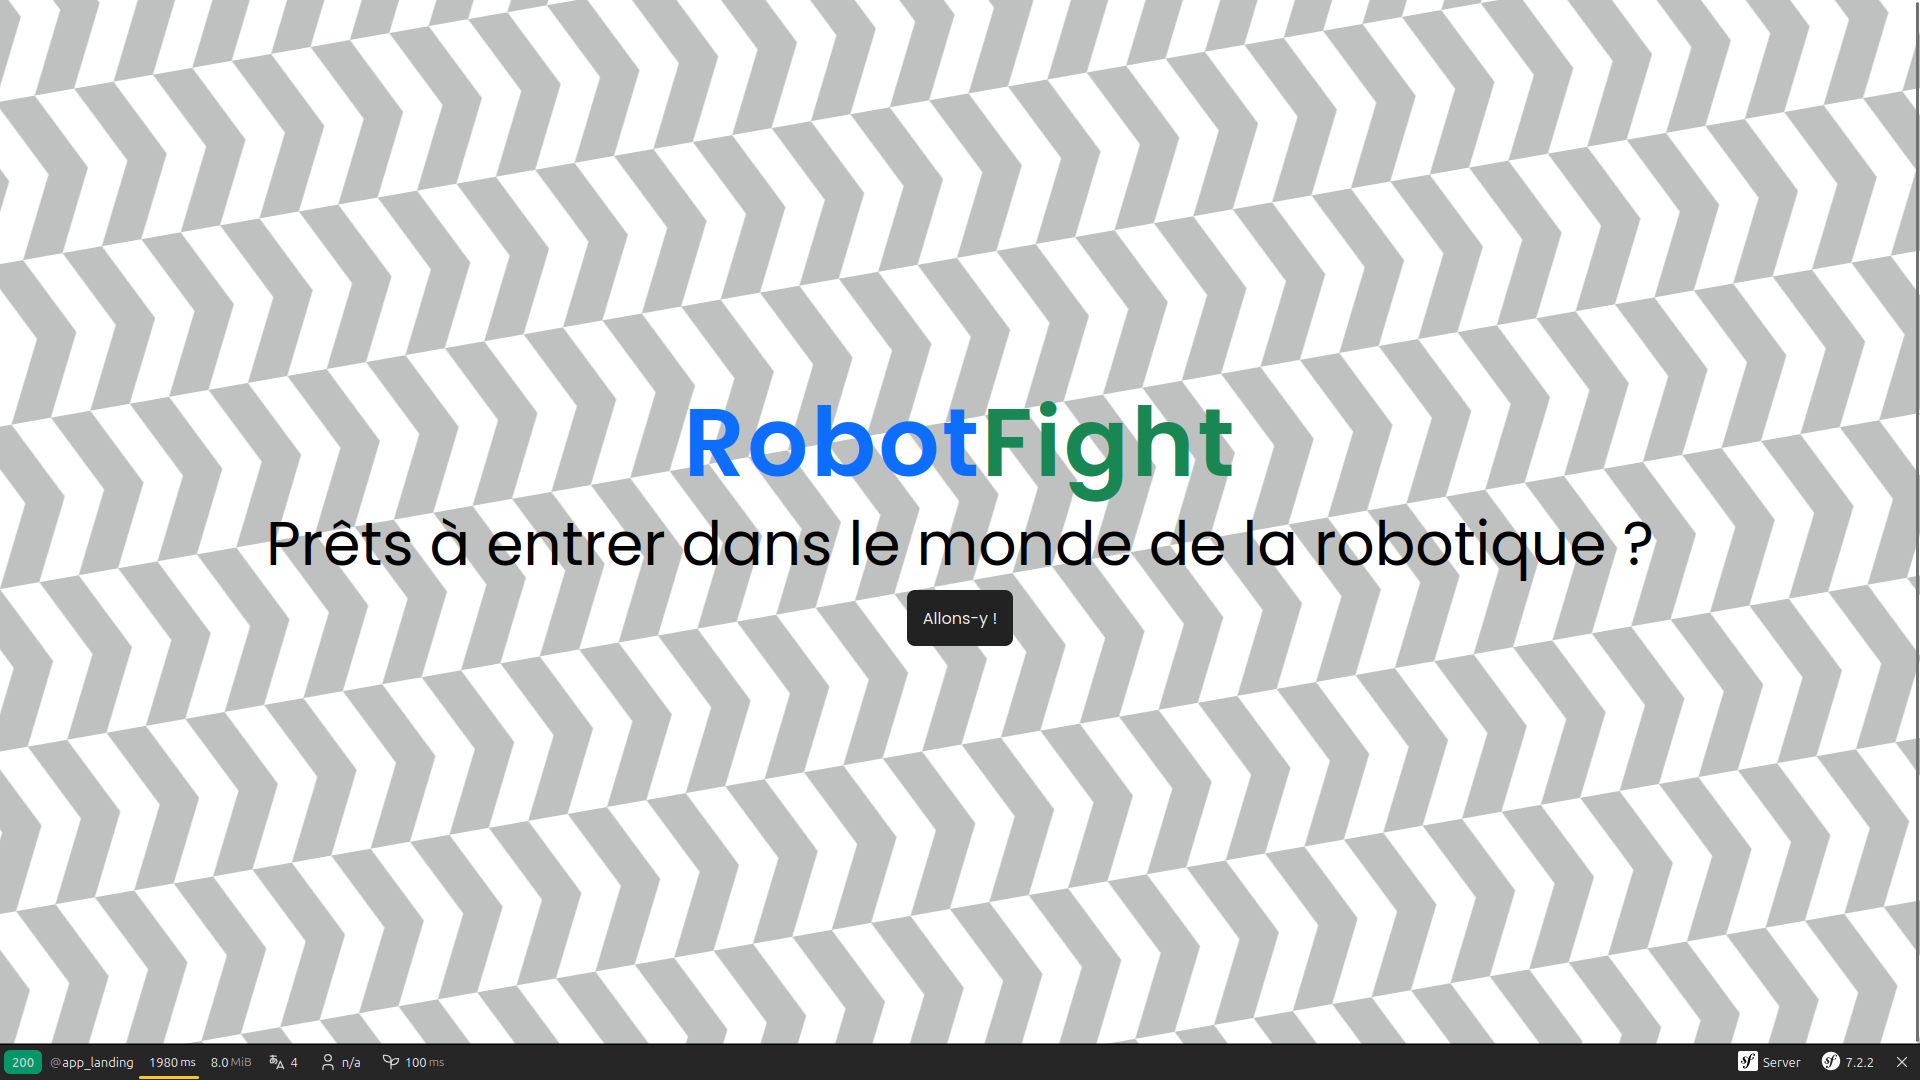 RobotFight
Prêts à entrer dans le monde de la robotique ?
Allons-y !
200 @app_landing 1980 ms 8.0 MiB 4 n/a 100 ms Server 7.2.2